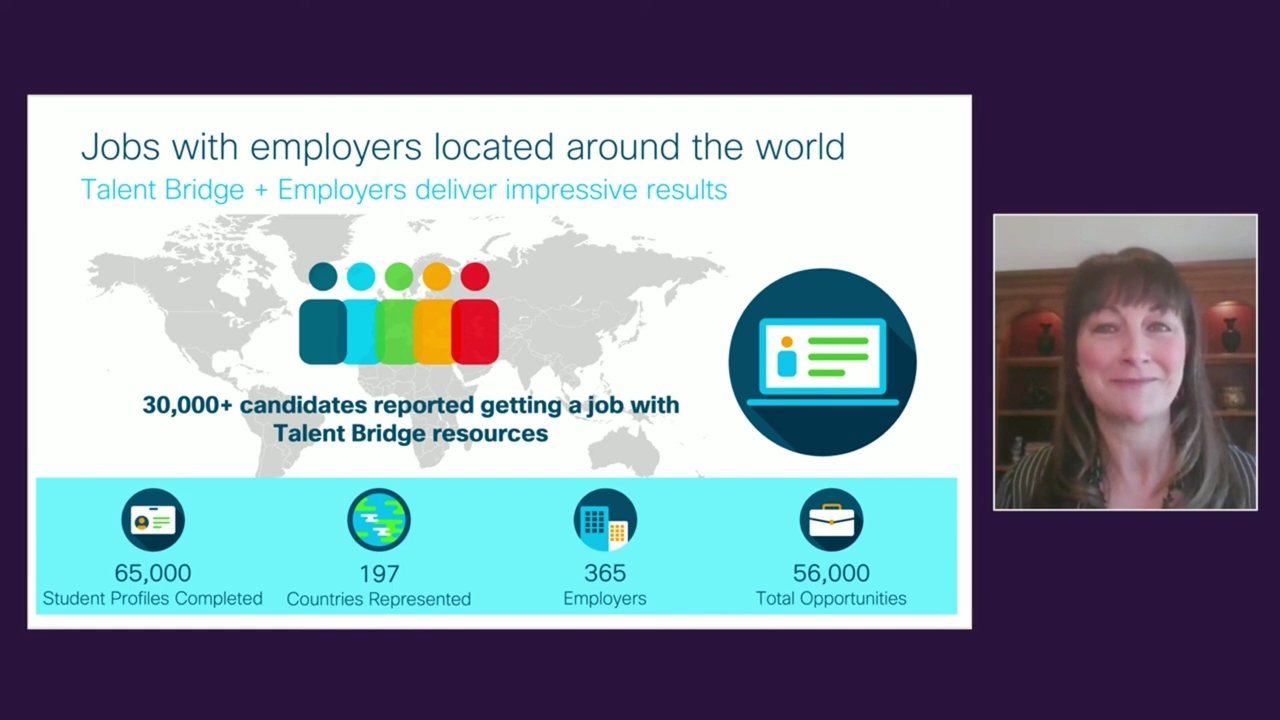 Jobs with employers located around the world
Talent Bridge + Employers deliver impressive results
30,000+ candidates reported getting a job with
Talent Bridge resources
65,000
Student Profiles Completed
197
Countries Represented
365
Employers
56,000
Total Opportunities